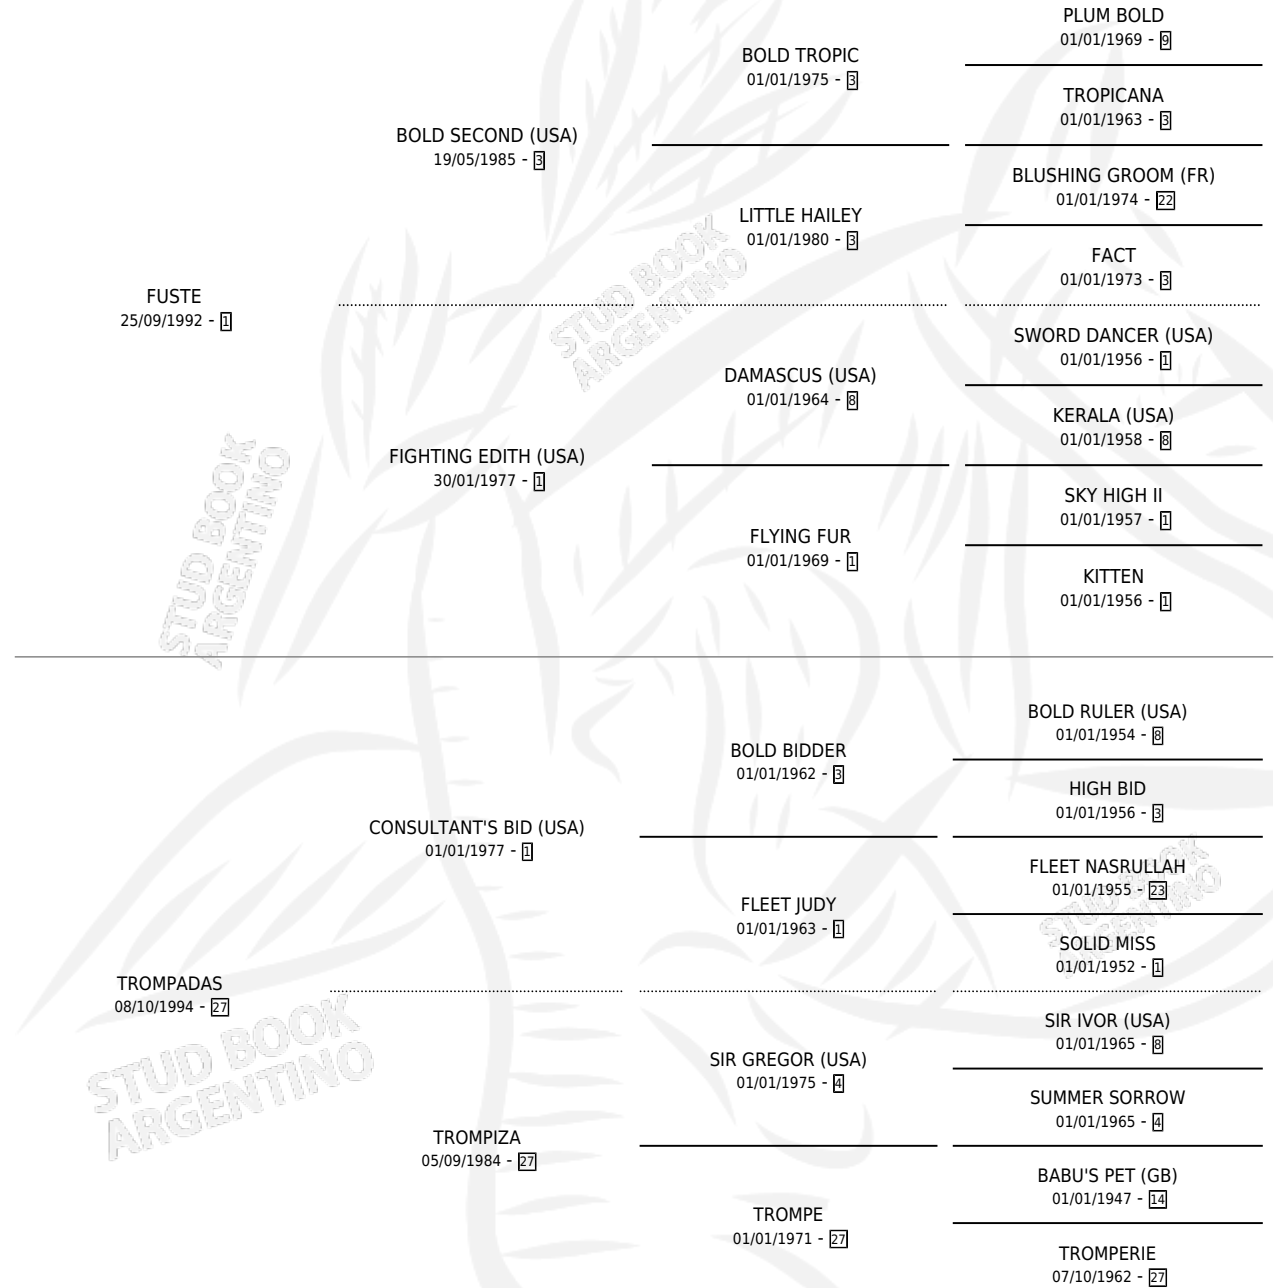 PLUM BOLD
01/01/1969 - 9
BOLD TROPIC
01/01/1975 - 3
TROPICANA
01/01/1963 - 3
BOLD SECOND (USA)
19/05/1985 - 3
BLUSHING GROOM (FR)
01/01/1974 - 22
LITTLE HAILEY
01/01/1980 - 3
FACT
01/01/1973 - 3
FUSTE
25/09/1992 - 1
STUD BOOK
ARGENTINO
SWORD DANCER (USA)
01/01/1956 - 1
DAMASCUS (USA)
01/01/1964 - 8
KERALA (USA)
01/01/1958 - 8
FIGHTING EDITH (USA)
30/01/1977 - 1
SKY HIGH II
01/01/1957 - 1
FLYING FUR
01/01/1969 - 1
KITTEN
01/01/1956 - 1
STUD BOOK
ARGENTINO
BOLD RULER (USA)
01/01/1954 - 8
BOLD BIDDER
01/01/1962 - 3
HIGH BID
01/01/1956 - 3
CONSULTANT'S BID (USA)
01/01/1977 - 1
FLEET NASRULLAH
01/01/1955 - 23
FLEET JUDY
01/01/1963 - 1
SOLID MISS
01/01/1952 - 1
STUD BOOK
ARGENTINO
TROMPADAS
08/10/1994 - 27
SIR IVOR (USA)
01/01/1965 - 8
SIR GREGOR (USA)
01/01/1975 - 4
SUMMER SORROW
01/01/1965 - 4
STUD BOOK
ARGENTINO
TROMPIZA
05/09/1984 - 27
BABU'S PET (GB)
01/01/1947 - 14
TROMPE
01/01/1971 - 27
TROMPERIE
07/10/1962 - 27